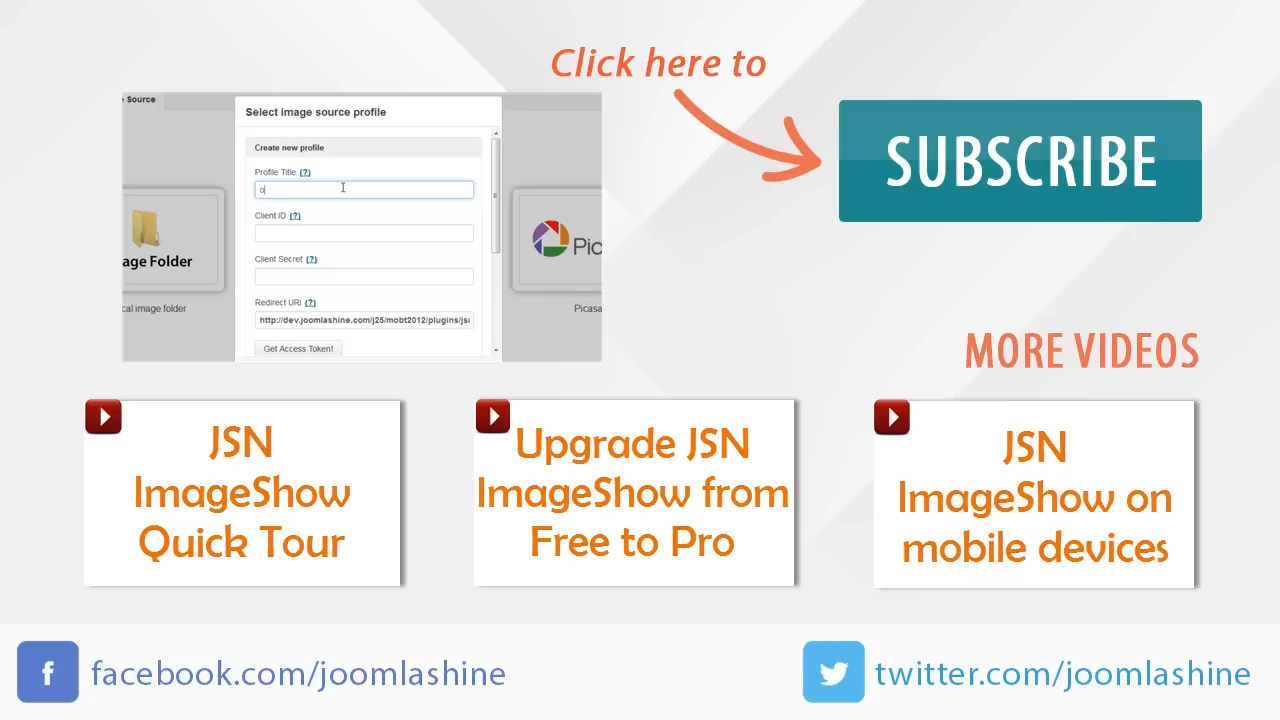 Click here to
SUBSCRIBE
e Source
Select image source profile
Create new profile
Profile Title (?)
o
Client ID (?)
Client Secret (?)
Redirect URI (?)
http://dev.joomlashine.com/j25/mobt2012/plugins/jsn
Get Access Token!
age Folder
cal image folder
Pic
Picasa
MORE VIDEOS
JSN
ImageShow
Quick Tour
Upgrade JSN
ImageShow from
Free to Pro
JSN
ImageShow on
mobile devices
f facebook.com/joomlashine
twitter.com/joomlashine